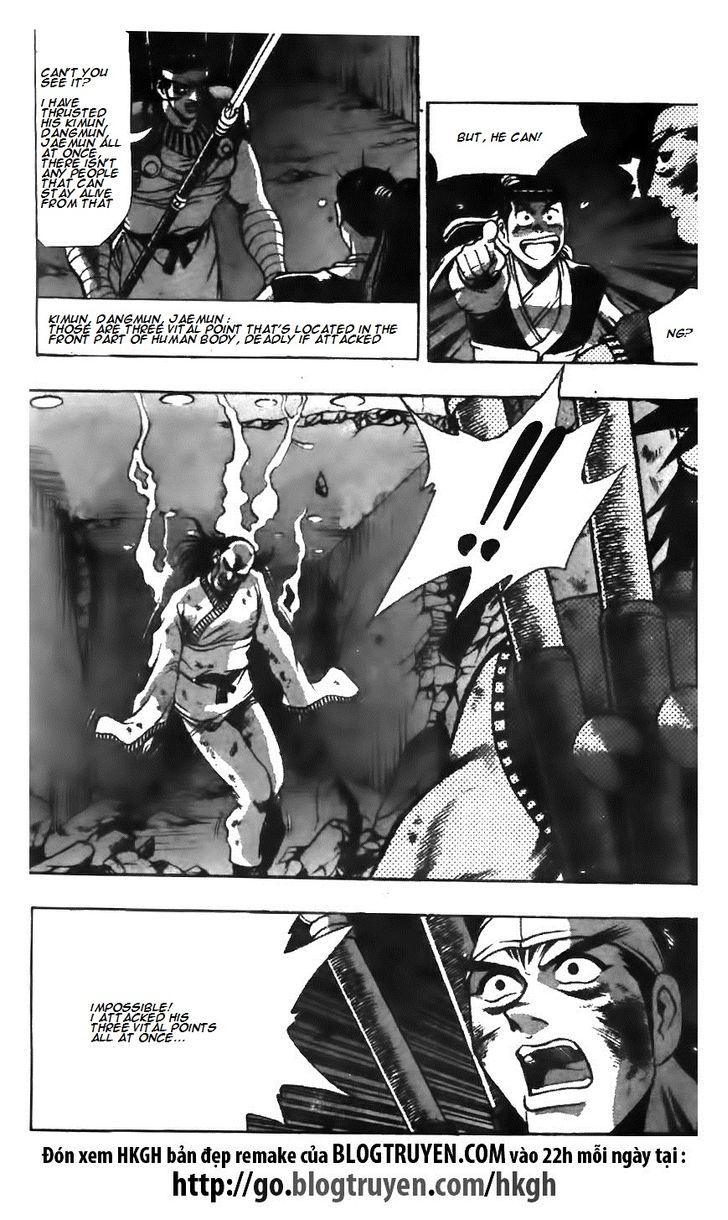 CAN'T YOU
SEE IT?
I HAVE
THRUSTED
HIS KIMUN,
DANGMUN,
JAEMUN ALL
AT ONCE.
THERE ISN'T
ANY PEOPLE
THAT CAN
STAY ALIVE
FROM THAT
KIMUN, DANGMUN, JAEMUN :
THOSE ARE THREE VITAL POINT THAT'S LOCATED IN THE
FRONT PART OF HUMAN BODY, DEADLY IF ATTACKED
BUT, HE CAN!
NG?
!!
IMPOSSIBLE!
I ATTACKED HIS
THREE VITAL POINTS
ALL AT ONCE...
Đón xem HKGH bản đẹp remake của BLOGTRUYEN.COM vào 22h mỗi ngày tại :
http://go.blogtruyen.com/hkgh